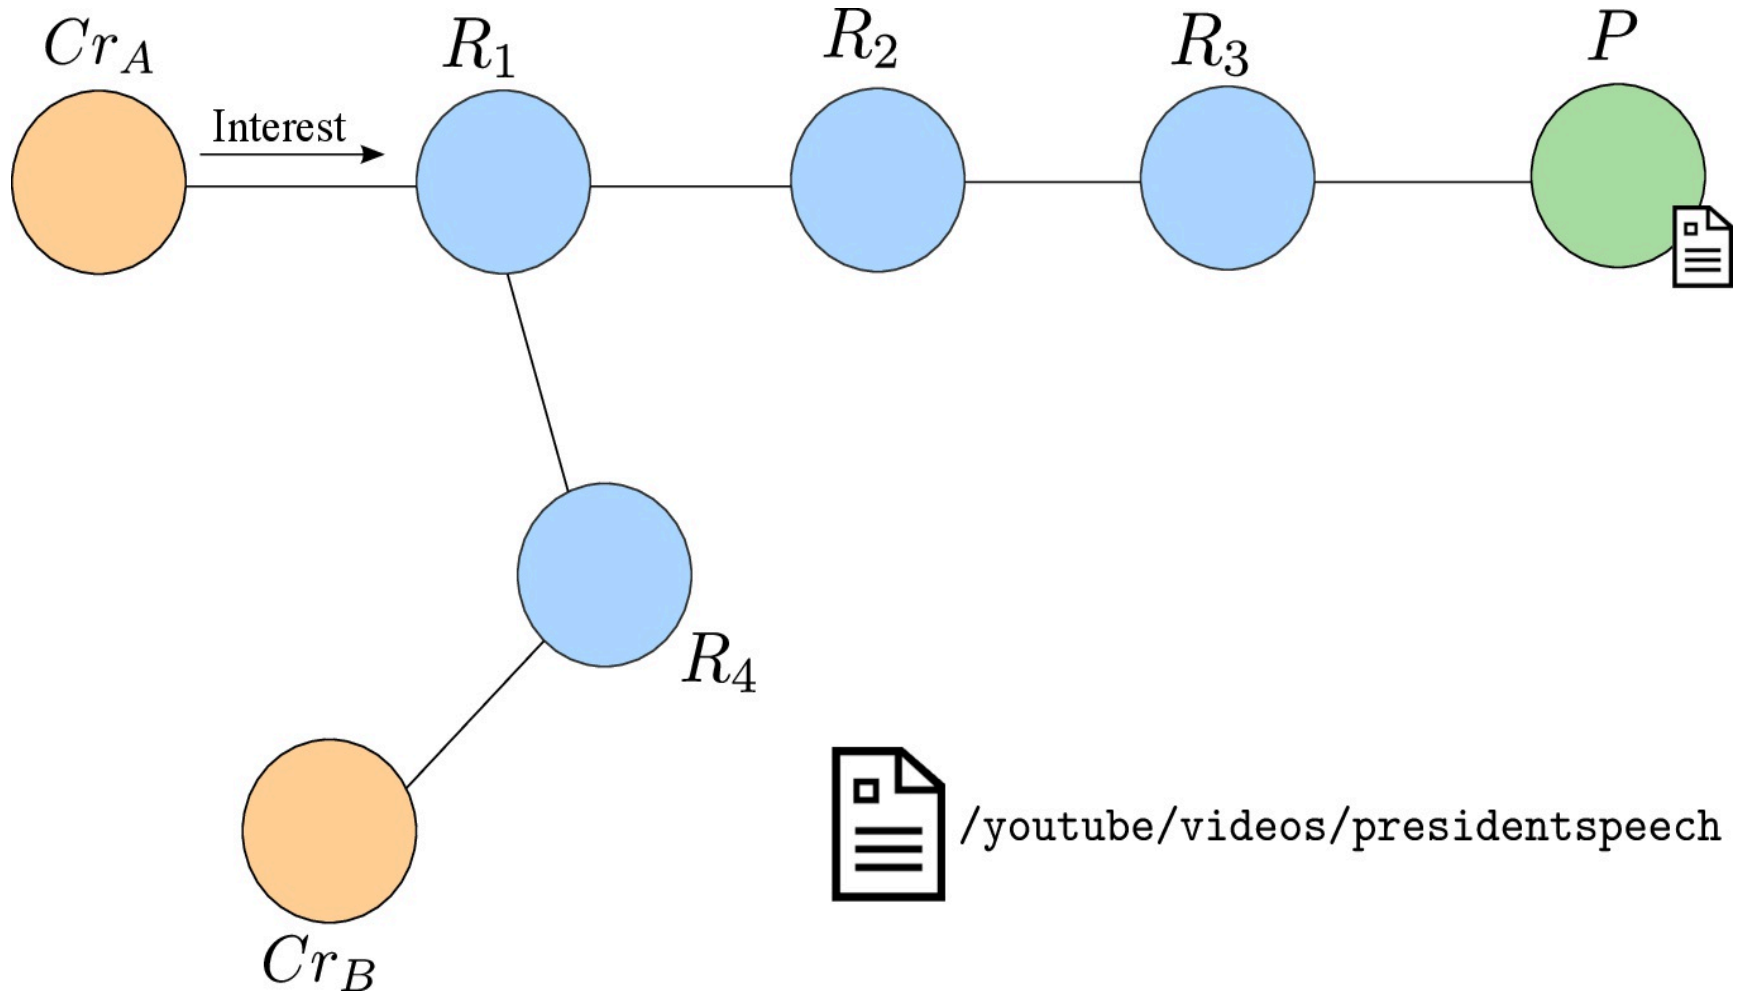 Cr_A
R_1
R_2
R_3
P
Interest
R_4
/youtube/videos/presidentspeech
Cr_B